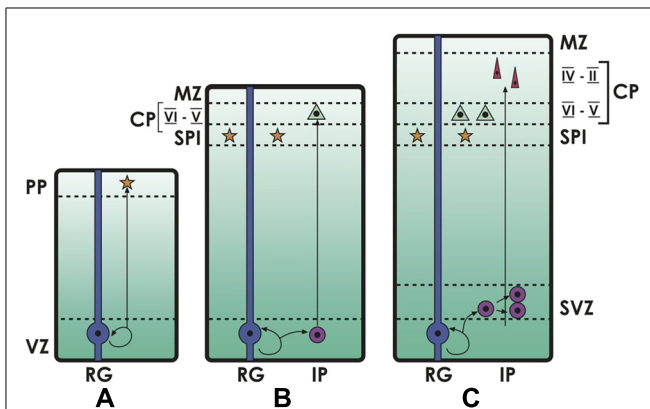 PP
VZ
RG
A
MZ
CP [VI - V
SPI
RG IP
B
MZ
IV - II
CP
VI - V
SPI
SVZ
RG IP
C